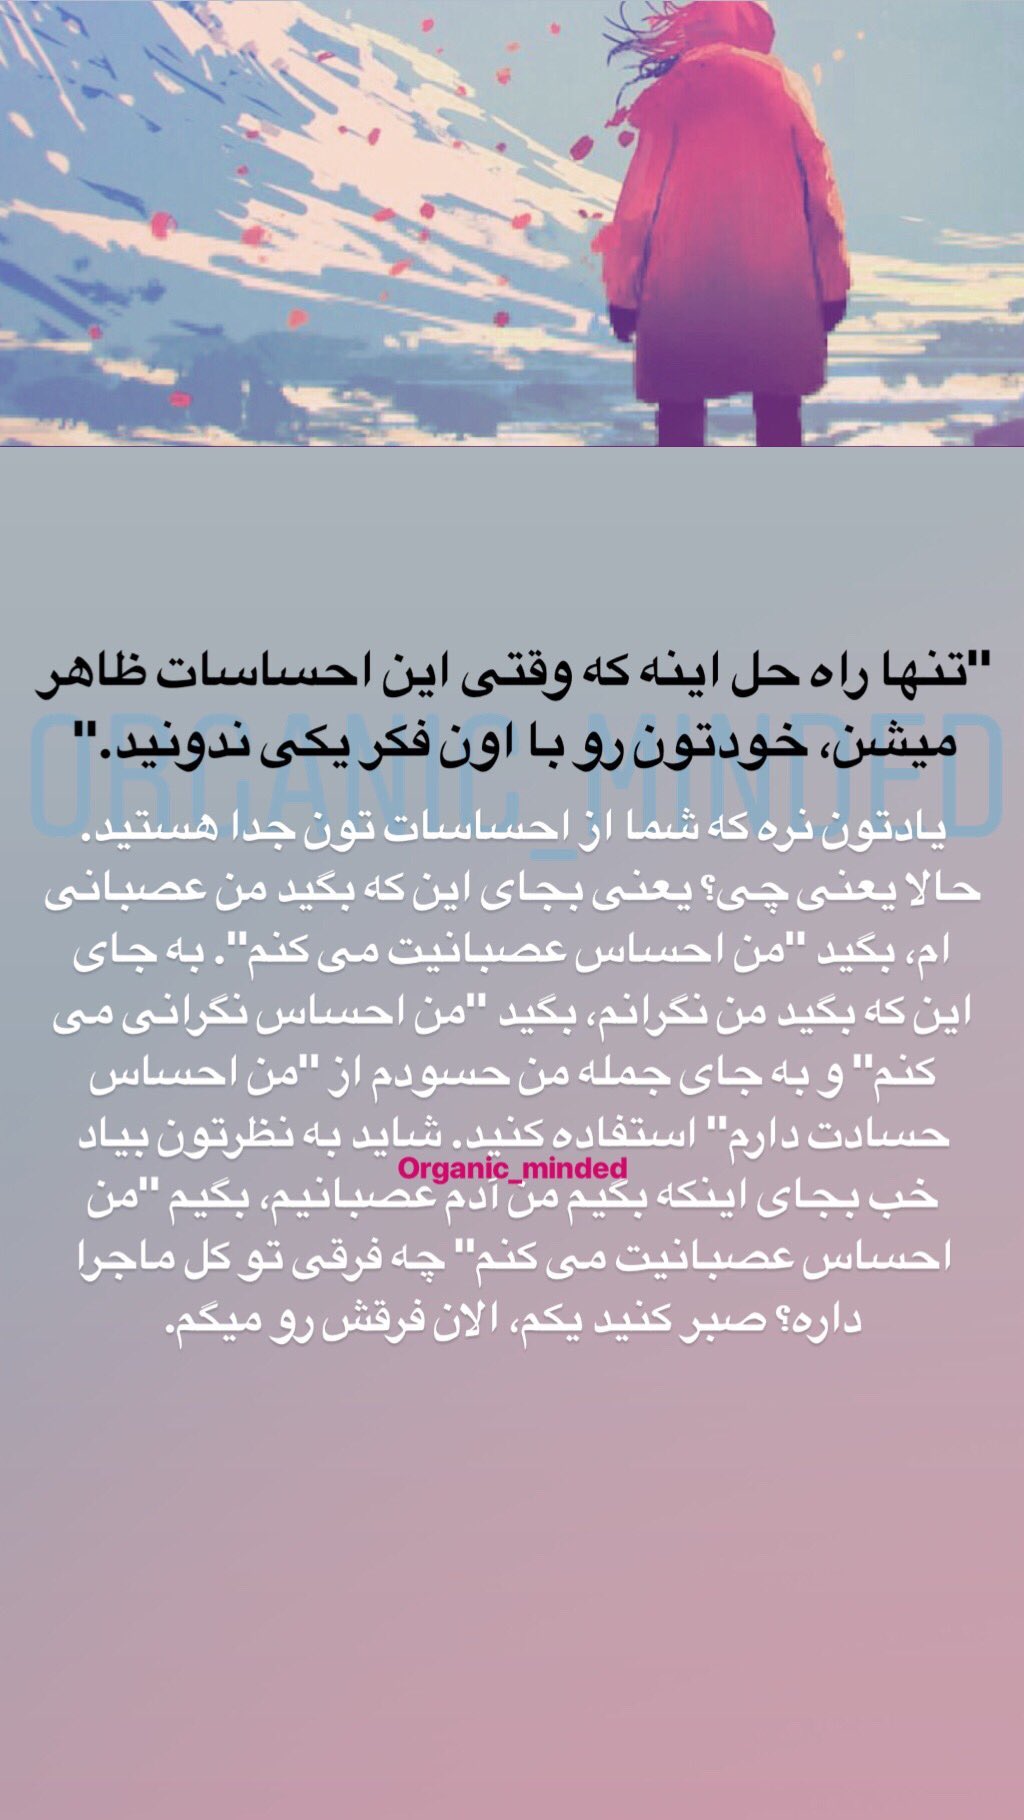 "تنها راه حل اینه که وقتی این احساسات ظاهر
میشن، خودتون رو با اون فکر یکی ندونید."
ORGANIC_MINDED
یادتون نره که شما از احساسات تون جدا هستید.
حالا یعنی چی؟ یعنی بجای این که بگید من عصبانی
ام، بگید "من احساس عصبانیت می کنم". به جای
این که بگید من نگرانم، بگید "من احساس نگرانی می
کنم" و به جای جمله من حسودم از "من احساس
حسادت دارم" استفاده کنید. شاید به نظرتون بیاد
Organic_minded
خب بجای اینکه بگیم من آدم عصبانیم، بگیم "من
احساس عصبانیت می کنم" چه فرقی تو کل ماجرا
داره؟ صبر کنید یکم، الان فرقش رو میگم.